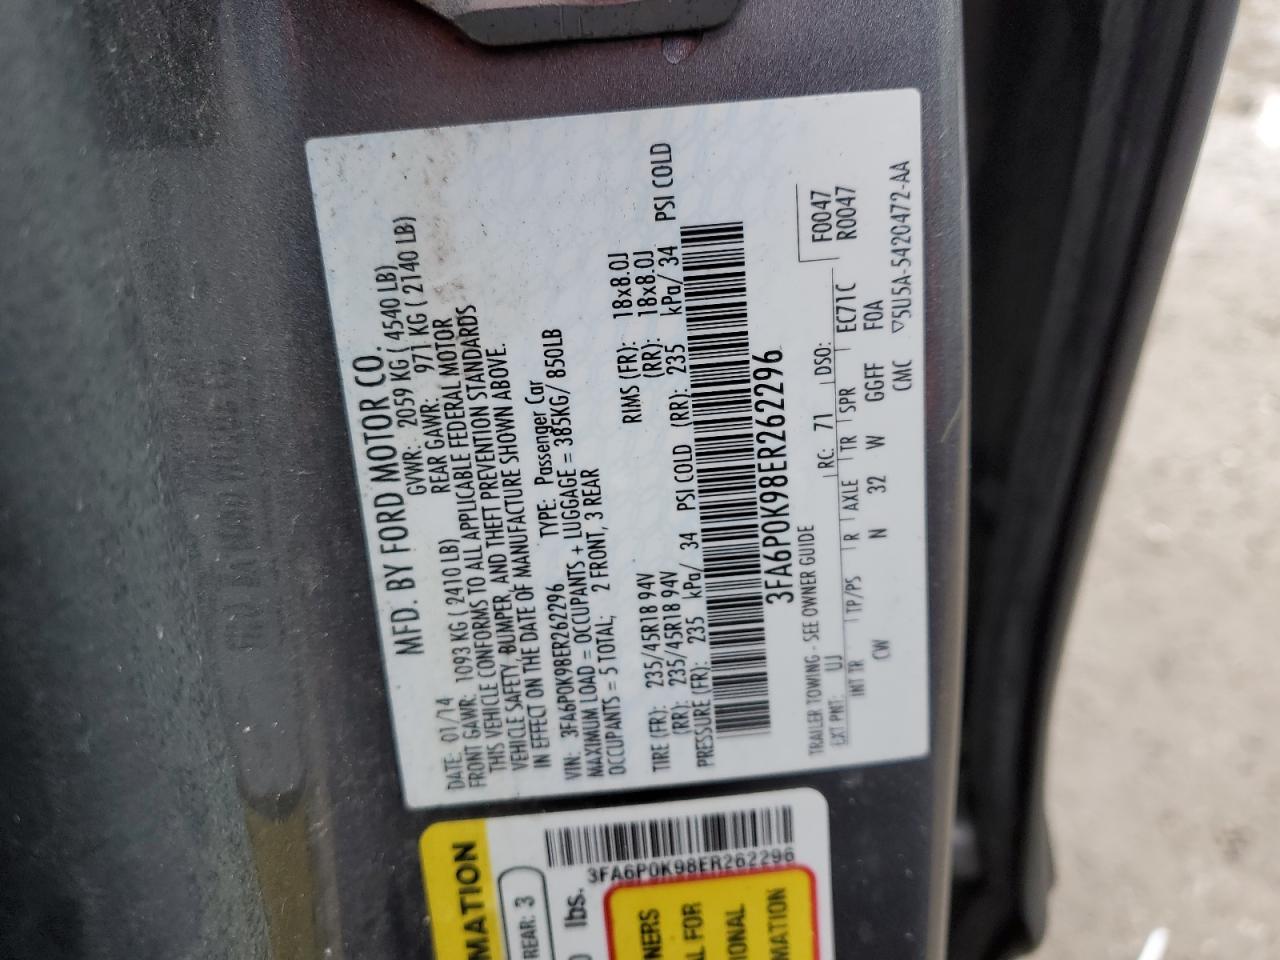 MFD. BY FORD MOTOR CO.
DATE: 01/14 GVWR: 2059 KG ( 4540 LB)
FRONT GAWR: 1093 KG ( 2410 LB) REAR GAWR: 971 KG ( 2140 LB)
THIS VEHICLE CONFORMS TO ALL APPLICABLE FEDERAL MOTOR
VEHICLE SAFETY, BUMPER, AND THEFT PREVENTION STANDARDS
IN EFFECT ON THE DATE OF MANUFACTURE SHOWN ABOVE.
VIN: 3FA6P0K98ER262296 TYPE: Passenger Car
MAXIMUM LOAD = OCCUPANTS + LUGGAGE = 385KG/ 850LB
OCCUPANTS = 5 TOTAL; 2 FRONT, 3 REAR
TIRE (FR): 235/45R18 94V RIMS (FR): 18x8.0J
(RR): 235/45R18 94V (RR): 18x8.0J
PRESSURE (FR): 235 kPa/ 34 PSI COLD (RR): 235 kPa/ 34 PSI COLD
3FA6P0K98ER262296
F0047
TRAILER TOWING - SEE OWNER GUIDE R0047
EXT PNT: UJ RC: 71 DSO: EC71C
INT TR TP/PS R AXLE TR SPR F0A
CW N 32 W GGFF
CMC ▽5U5A-5420472-AA
MATION
REAR: 3
lbs.
3FA6P0K98ER262296